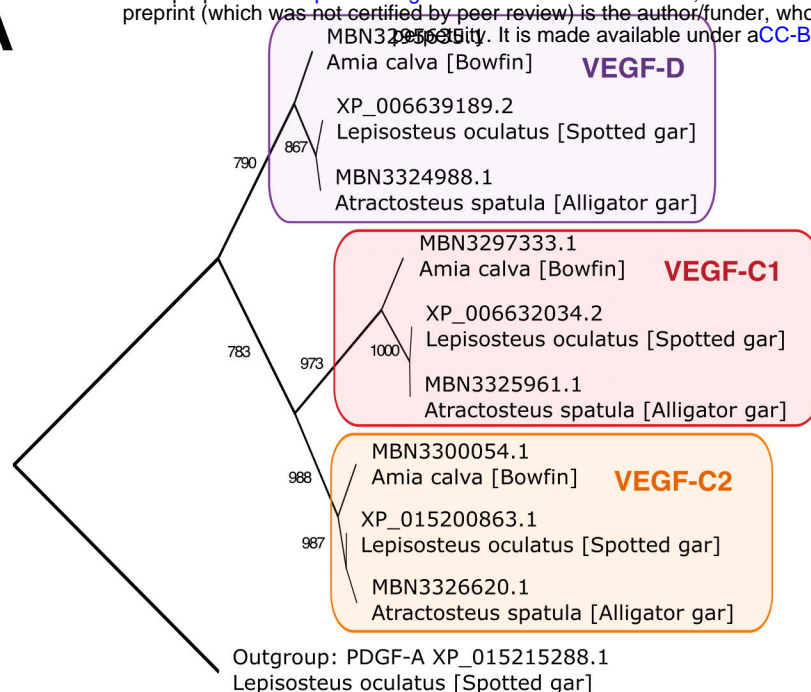 A
preprint (which was not certified by peer review) is the author/funder, who
perpetuity. It is made available under aCC-B
MBN3295635.1
Amia calva [Bowfin]
VEGF-D
XP_006639189.2
Lepisosteus oculatus [Spotted gar]
867
790
MBN3324988.1
Atractosteus spatula [Alligator gar]
MBN3297333.1
Amia calva [Bowfin]
VEGF-C1
XP_006632034.2
Lepisosteus oculatus [Spotted gar]
783
973
1000
MBN3325961.1
Atractosteus spatula [Alligator gar]
MBN3300054.1
Amia calva [Bowfin]
VEGF-C2
988
XP_015200863.1
Lepisosteus oculatus [Spotted gar]
987
MBN3326620.1
Atractosteus spatula [Alligator gar]
Outgroup: PDGF-A XP_015215288.1
Lepisosteus oculatus [Spotted gar]